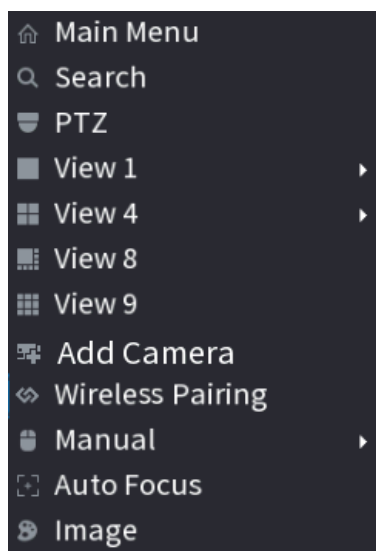 Main Menu
Search
PTZ
View 1
View 4
View 8
View 9
Add Camera
Wireless Pairing
Manual
Auto Focus
Image